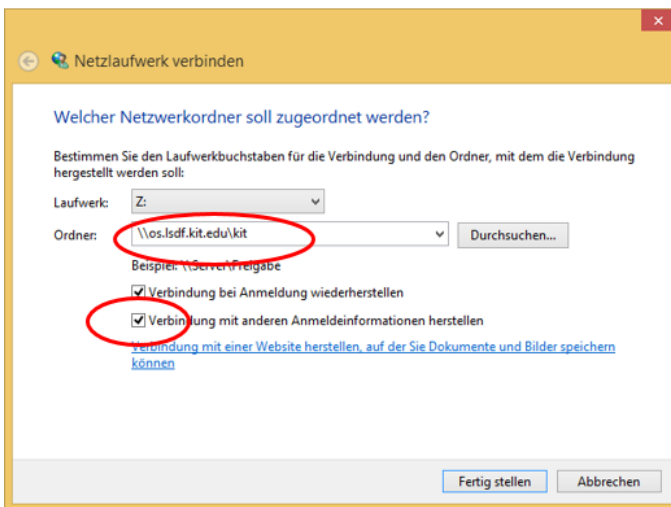 Netzlaufwerk verbinden
Welcher Netzwerkordner soll zugeordnet werden?
Bestimmen Sie den Laufwerkbuchstaben für die Verbindung und den Ordner, mit dem die Verbindung
hergestellt werden soll:
Laufwerk: Z:
Ordner: \\os.lsdf.kit.edu\kit Durchsuchen...
Beispiel: \\Server\Freigabe
Verbindung bei Anmeldung wiederherstellen
Verbindung mit anderen Anmeldeinformationen herstellen
Verbindung mit einer Website herstellen, auf der Sie Dokumente und Bilder speichern
können
Fertig stellen Abbrechen